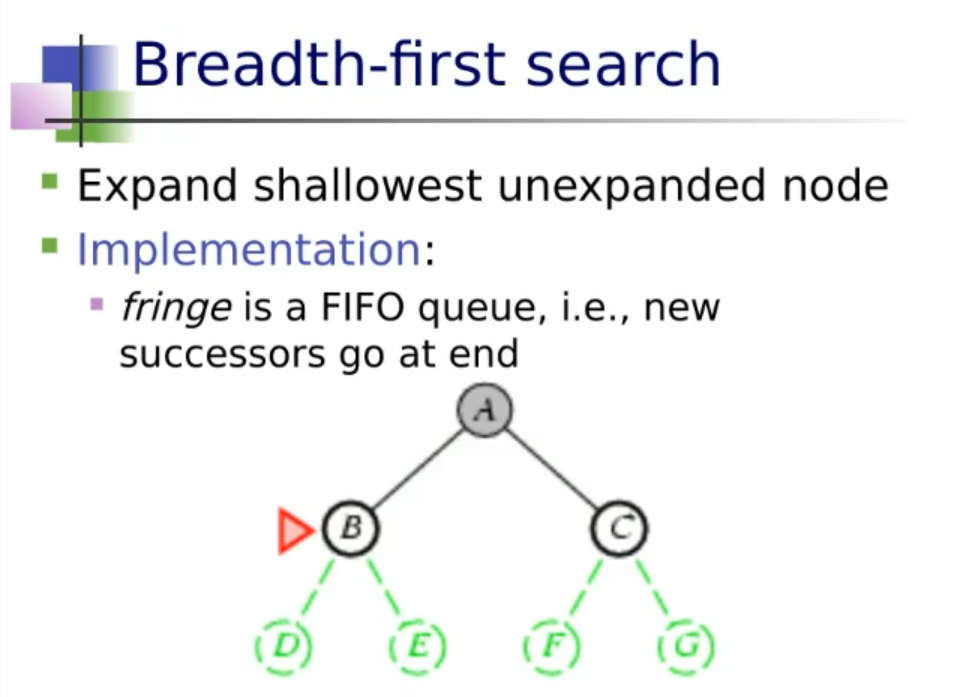 Breadth-first search
Expand shallowest unexpanded node
Implementation:
fringe is a FIFO queue, i.e., new
successors go at end
A
B
C
D
E
F
G